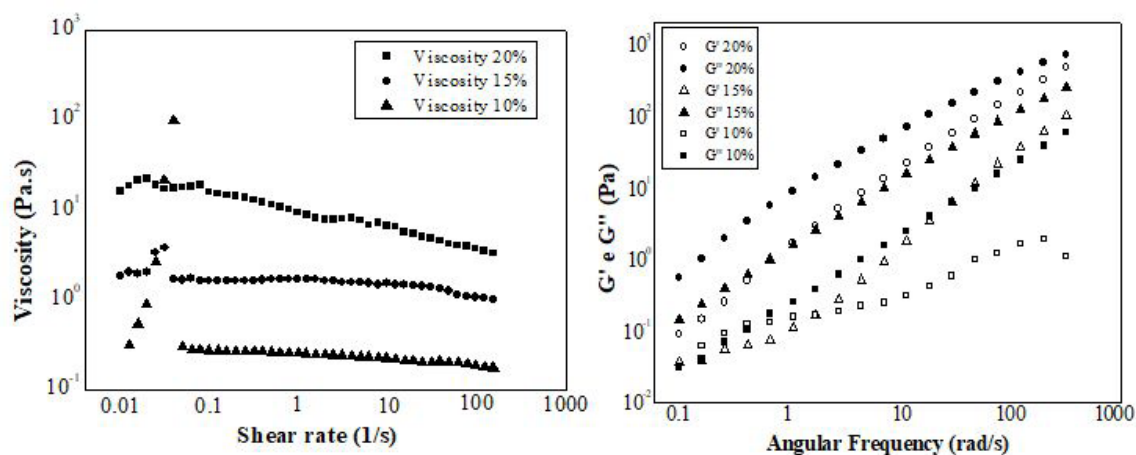 10³
10²
10¹
10⁰
10⁻¹
Viscosity (Pa.s)
Viscosity 20%
Viscosity 15%
Viscosity 10%
0.01 0.1 1 10 100 1000
Shear rate (1/s)
10³
10²
10¹
10⁰
10⁻¹
10⁻²
G' e G'' (Pa)
G' 20%
G'' 20%
G' 15%
G'' 15%
G' 10%
G'' 10%
0.1 1 10 100 1000
Angular Frequency (rad/s)